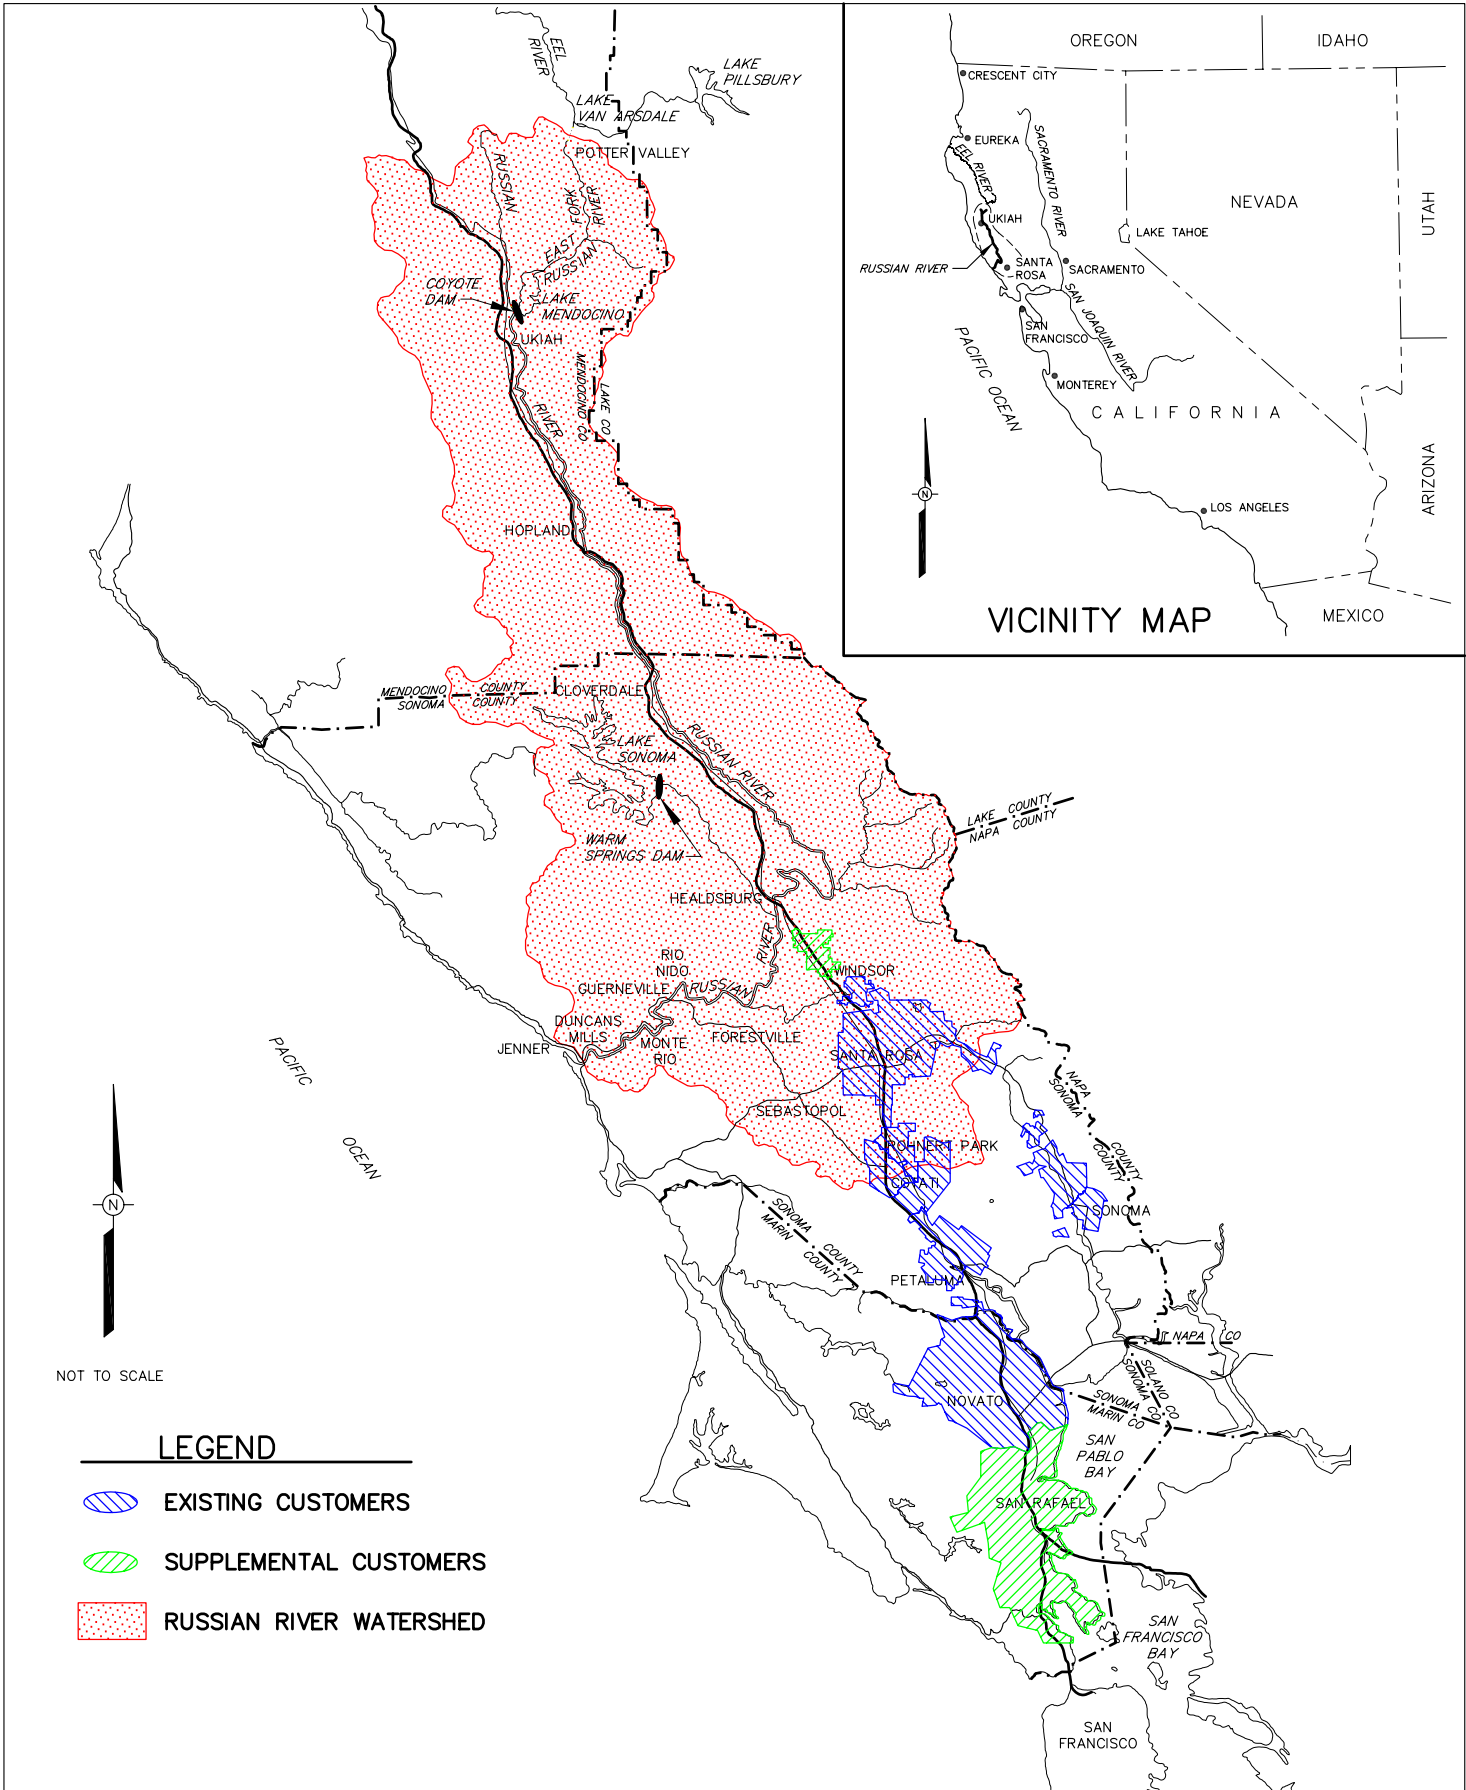 EEL
RIVER
LAKE
PILLSBURY
LAKE
VAN ARSDALE
POTTER VALLEY
RUSSIAN
EAST
FORK
RUSSIAN
RIVER
COYOTE
DAM
LAKE
MENDOCINO
UKIAH
MENDOCINO CO
LAKE CO
RIVER
HOPLAND
MENDOCINO COUNTY
SONOMA COUNTY
CLOVERDALE
LAKE
SONOMA
RUSSIAN RIVER
WARM
SPRINGS DAM
LAKE COUNTY
NAPA COUNTY
HEALDSBURG
RIVER
RIO
NIDO
WINDSOR
GUERNEVILLE
RUSSIAN
DUNCANS
MILLS
MONTE
RIO
FORESTVILLE
JENNER
SANTA ROSA
SEBASTOPOL
ROHNERT PARK
COTATI
NAPA COUNTY
SONOMA COUNTY
SONOMA
SONOMA COUNTY
MARIN COUNTY
PETALUMA
PACIFIC
OCEAN
NAPA CO
SOLANO CO
SONOMA CO
SONOMA CO
MARIN CO
NOVATO
SAN
PABLO
BAY
SAN RAFAEL
SAN
FRANCISCO
BAY
SAN
FRANCISCO
N
NOT TO SCALE
LEGEND
EXISTING CUSTOMERS
SUPPLEMENTAL CUSTOMERS
RUSSIAN RIVER WATERSHED
OREGON
IDAHO
CRESCENT CITY
EUREKA
EEL RIVER
SACRAMENTO RIVER
NEVADA
UTAH
UKIAH
LAKE TAHOE
RUSSIAN RIVER
SANTA
ROSA
SACRAMENTO
SAN
FRANCISCO
SAN JOAQUIN RIVER
PACIFIC OCEAN
MONTEREY
CALIFORNIA
ARIZONA
N
LOS ANGELES
MEXICO
VICINITY MAP